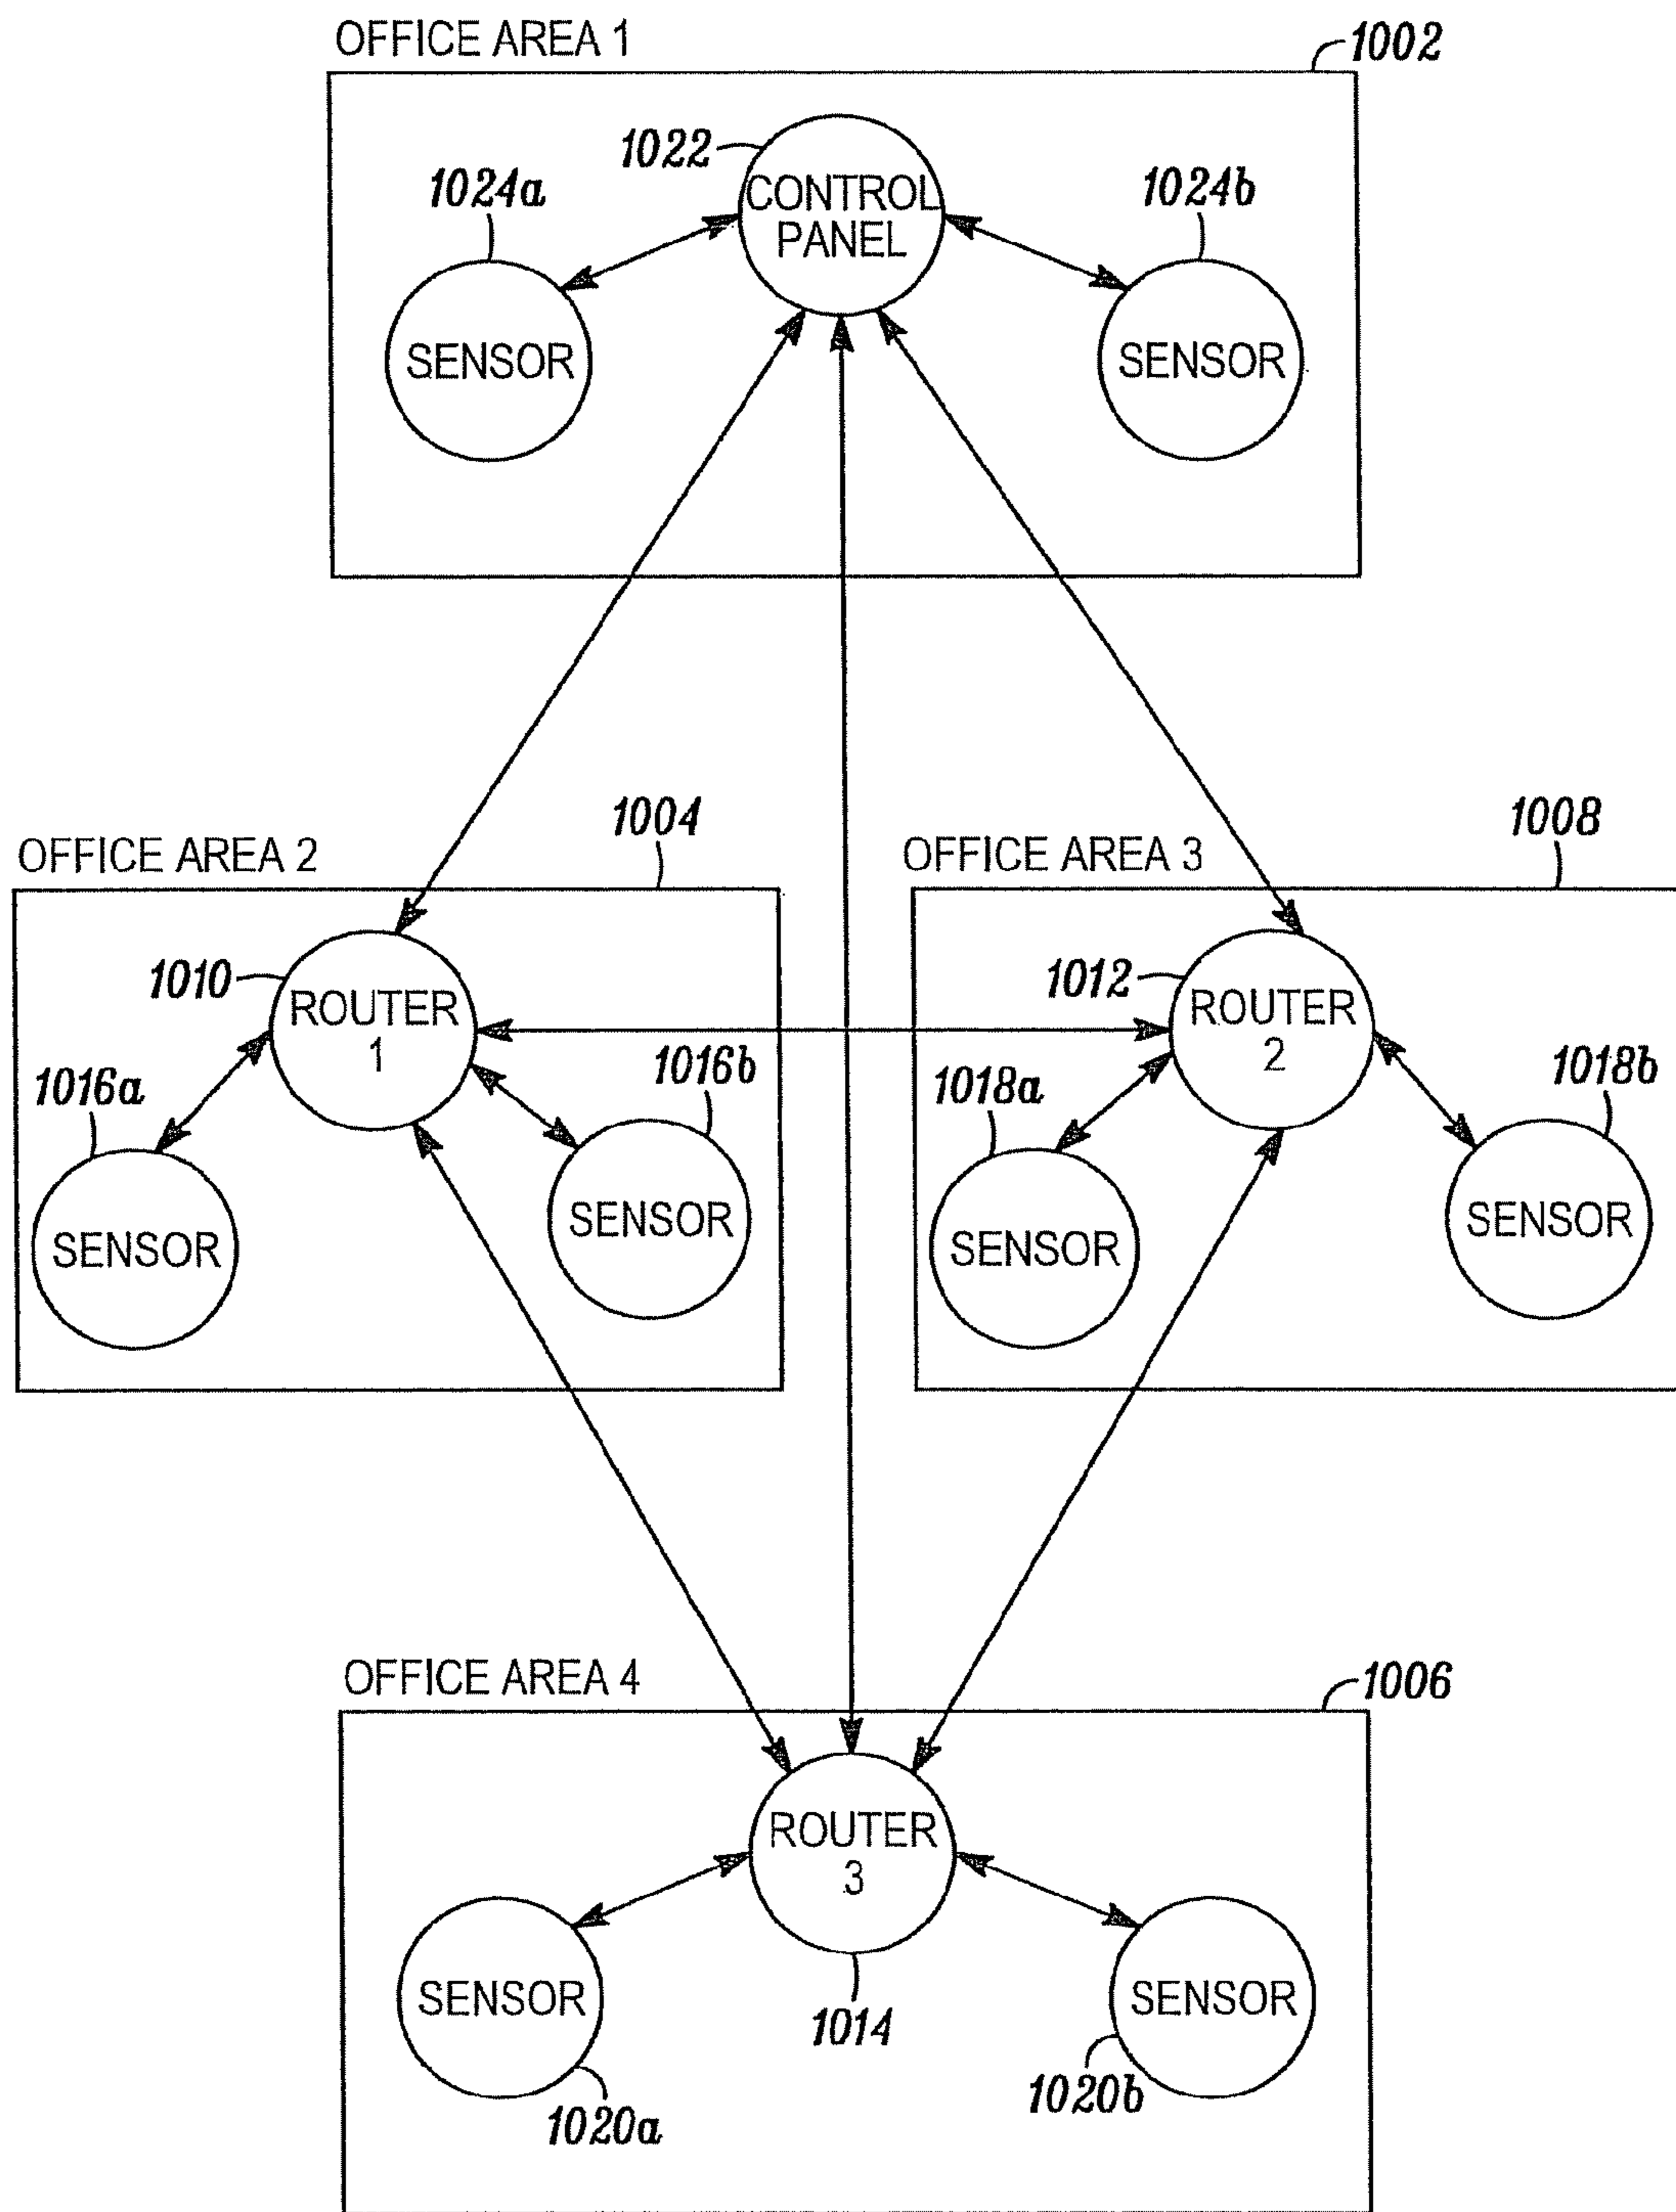 OFFICE AREA 1
1002
1022
CONTROL
PANEL
1024a
1024b
SENSOR
SENSOR
OFFICE AREA 2
1004
OFFICE AREA 3
1008
1010
ROUTER
1
1012
ROUTER
2
1016a
1016b
1018a
1018b
SENSOR
SENSOR
SENSOR
SENSOR
OFFICE AREA 4
1006
ROUTER
3
SENSOR
SENSOR
1014
1020a
1020b